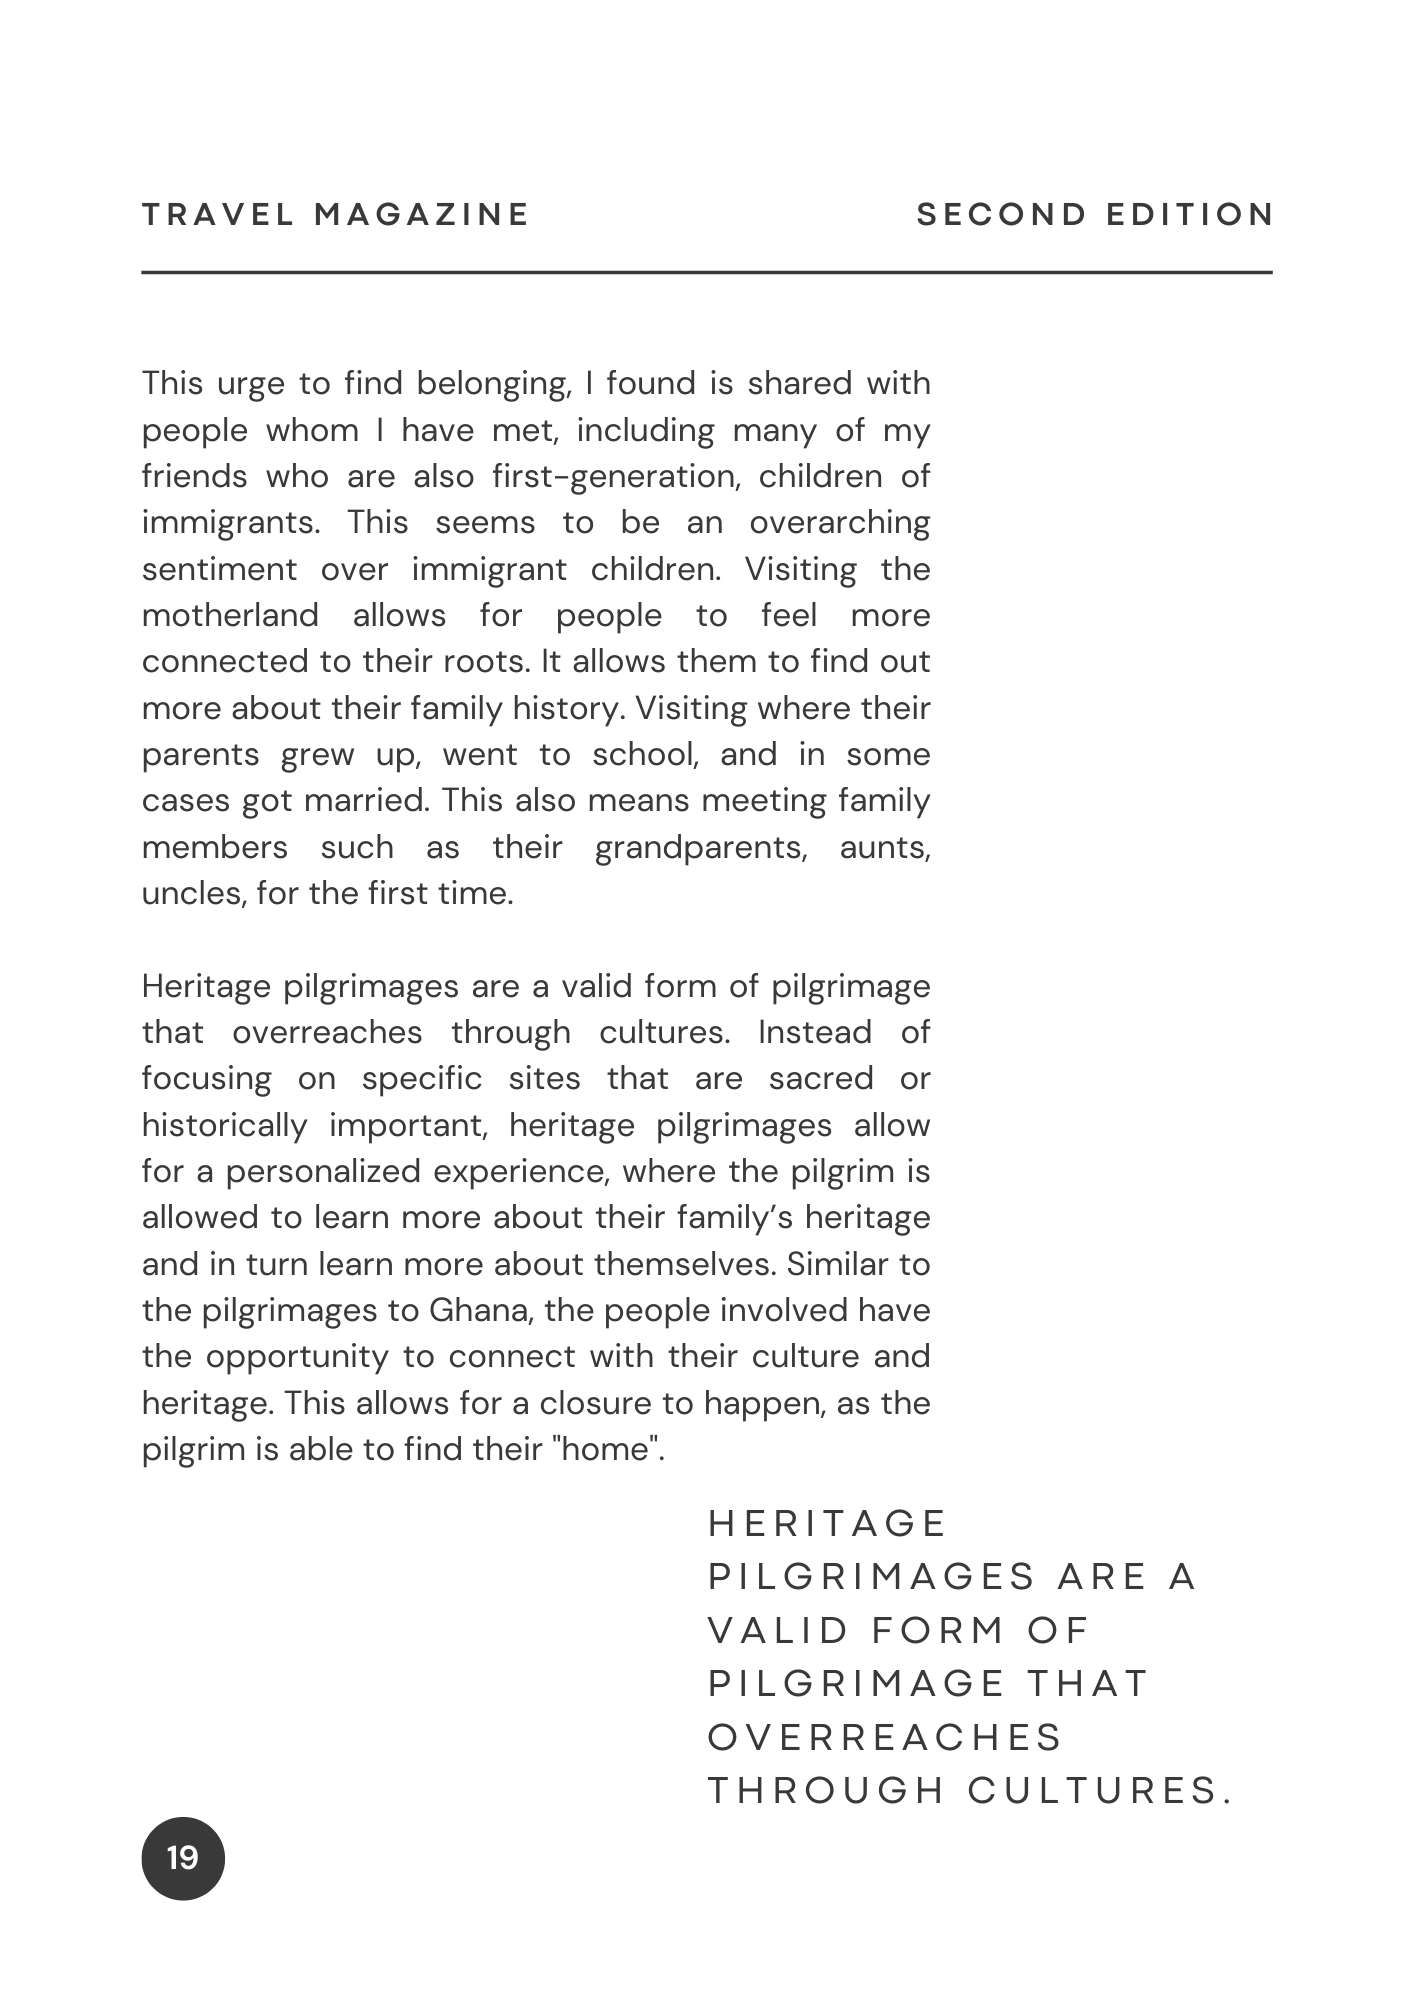 TRAVEL MAGAZINE SECOND EDITION
This urge to find belonging, I found is shared with
people whom I have met, including many of my
friends who are also first-generation, children of
immigrants. This seems to be an overarching
sentiment over immigrant children. Visiting the
motherland allows for people to feel more
connected to their roots. It allows them to find out
more about their family history. Visiting where their
parents grew up, went to school, and in some
cases got married. This also means meeting family
members such as their grandparents, aunts,
uncles, for the first time.
Heritage pilgrimages are a valid form of pilgrimage
that overreaches through cultures. Instead of
focusing on specific sites that are sacred or
historically important, heritage pilgrimages allow
for a personalized experience, where the pilgrim is
allowed to learn more about their family’s heritage
and in turn learn more about themselves. Similar to
the pilgrimages to Ghana, the people involved have
the opportunity to connect with their culture and
heritage. This allows for a closure to happen, as the
pilgrim is able to find their "home".
HERITAGE
PILGRIMAGES ARE A
VALID FORM OF
PILGRIMAGE THAT
OVERREACHES
THROUGH CULTURES.
19